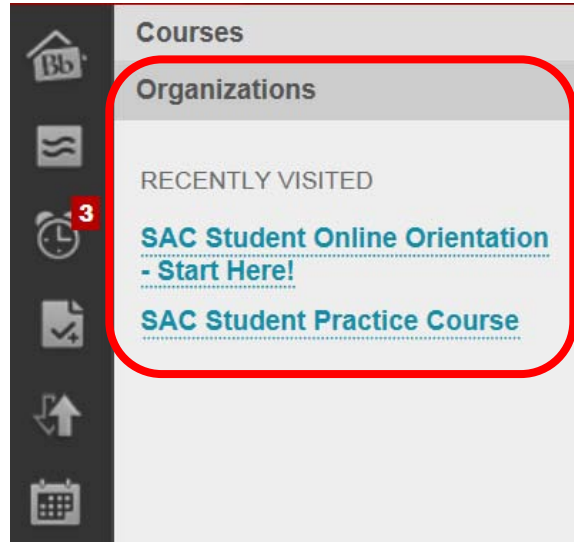 Bb
Courses
Organizations
RECENTLY VISITED
3
SAC Student Online Orientation
- Start Here!
SAC Student Practice Course